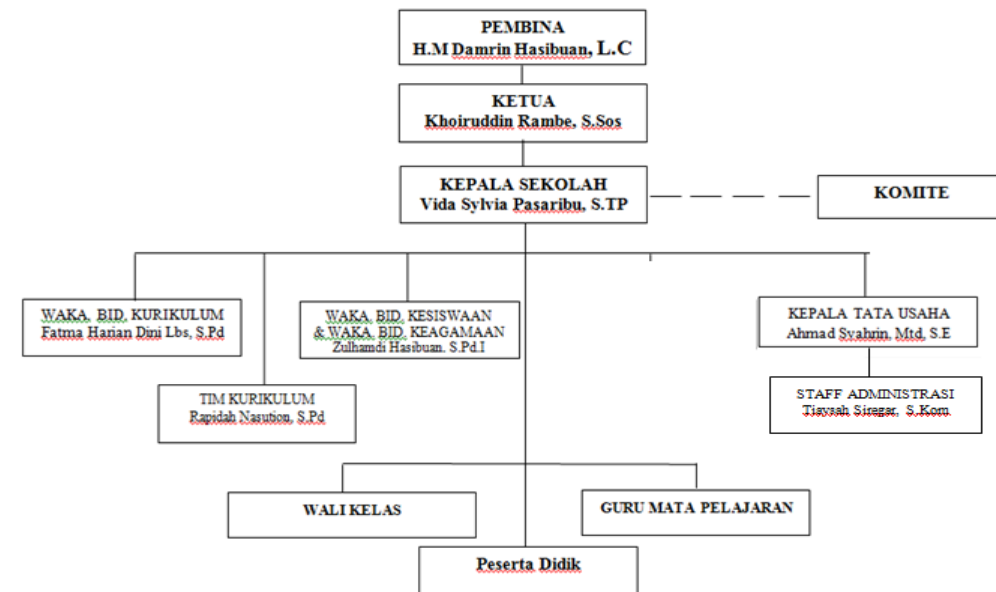 PEMBINA
H.M Damrin Hasibuan, L.C
KETUA
Khoiruddin Rambe, S.Sos
KEPALA SEKOLAH
Vida Sylvia Pasaribu, S.TP
KOMITE
WAKA. BID. KURIKULUM
Fatma Harian Dini Lbs, S.Pd
WAKA. BID. KESISWAAN
& WAKA. BID. KEAGAMAAN
Zulhamdi Hasibuan. S.Pd.I
KEPALA TATA USAHA
Ahmad Syahrin, Mtd, S.E
TIM KURIKULUM
Rapidah Nasution, S.Pd
STAFF ADMINISTRASI
Tiaysah Siregar, S.Kom
WALI KELAS
GURU MATA PELAJARAN
Peserta Didik